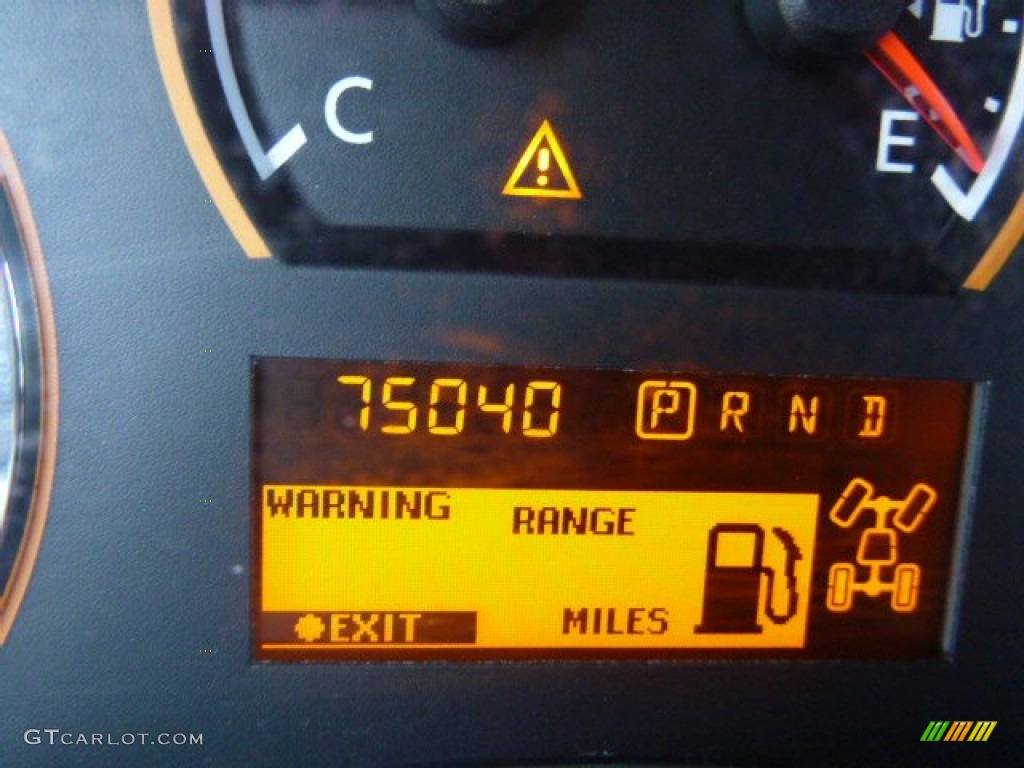 C
E
75040 P R N D
WARNING
RANGE
EXIT
MILES
GTCARLOT.COM